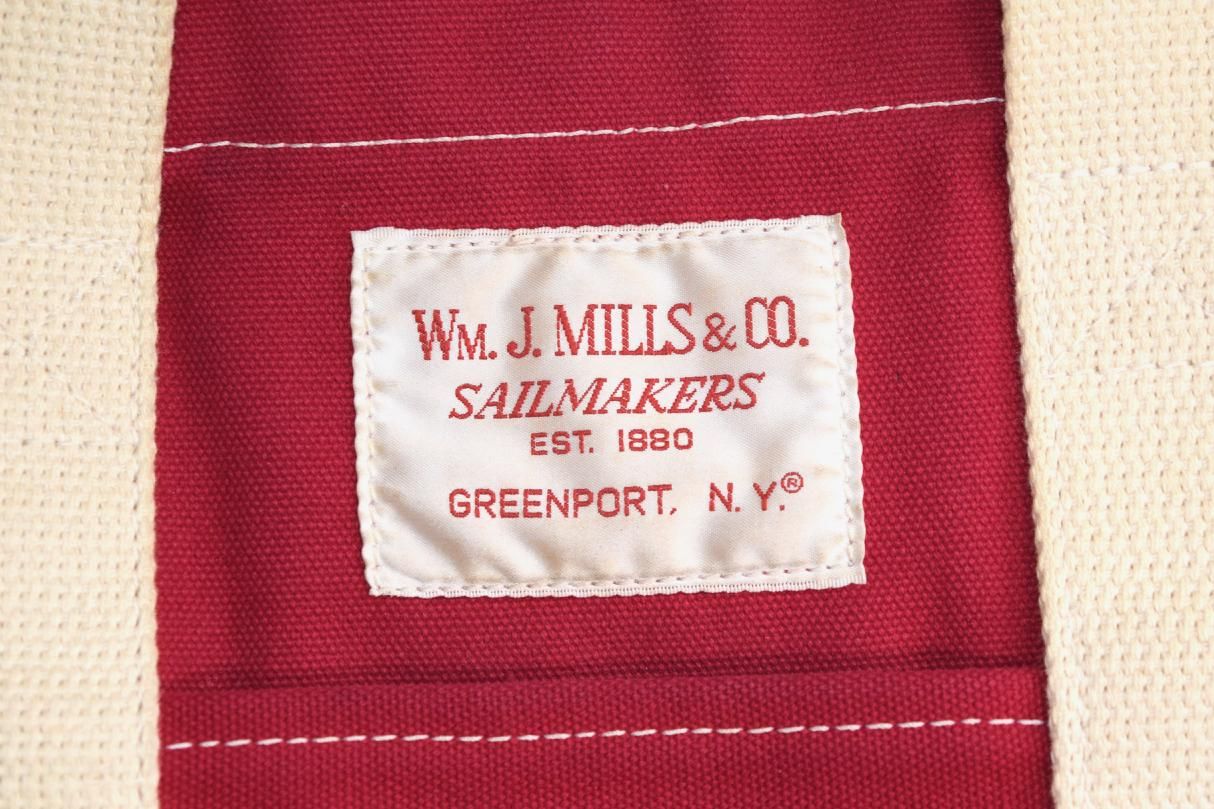 WM. J. MILLS & CO.
SAILMAKERS
EST. 1880
GREENPORT, N. Y.®